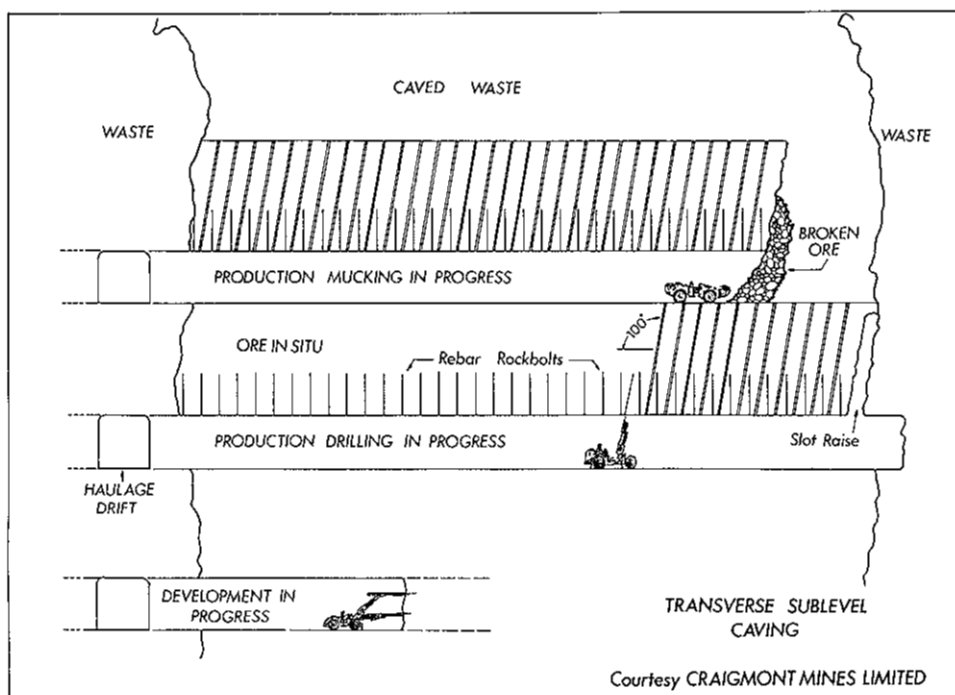 CAVED WASTE
WASTE
WASTE
BROKEN
ORE
PRODUCTION MUCKING IN PROGRESS
100°
ORE IN SITU
Rebar Rockbolts
PRODUCTION DRILLING IN PROGRESS
Slot Raise
HAULAGE
DRIFT
DEVELOPMENT IN
PROGRESS
TRANSVERSE SUBLEVEL
CAVING
Courtesy CRAIGMONT MINES LIMITED